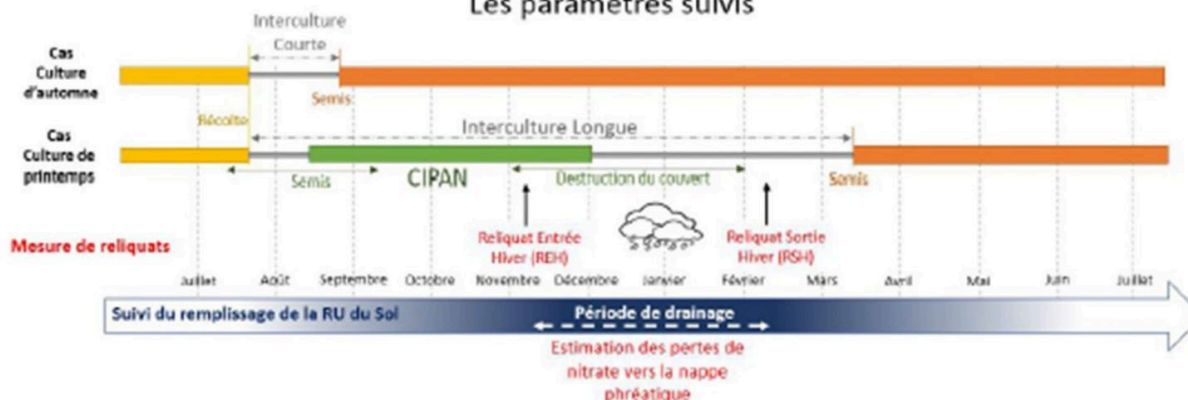 Les paramètres suivis
Interculture
Courte
Cas
Culture
d'automne
Semis
Récolte
Cas
Culture de
printemps
Interculture Longue
Semis
CIPAN
Destruction du couvert
Semis
Mesure de reliquats
Reliquat Entrée
Hiver (REH)
Reliquat Sortie
Hiver (RSH)
Juillet Août Septembre Octobre Novembre Décembre Janvier Février Mars Avril Mai Juin Juillet
Suivi du remplissage de la RU du Sol
Période de drainage
Estimation des pertes de
nitrate vers la nappe
phréatique